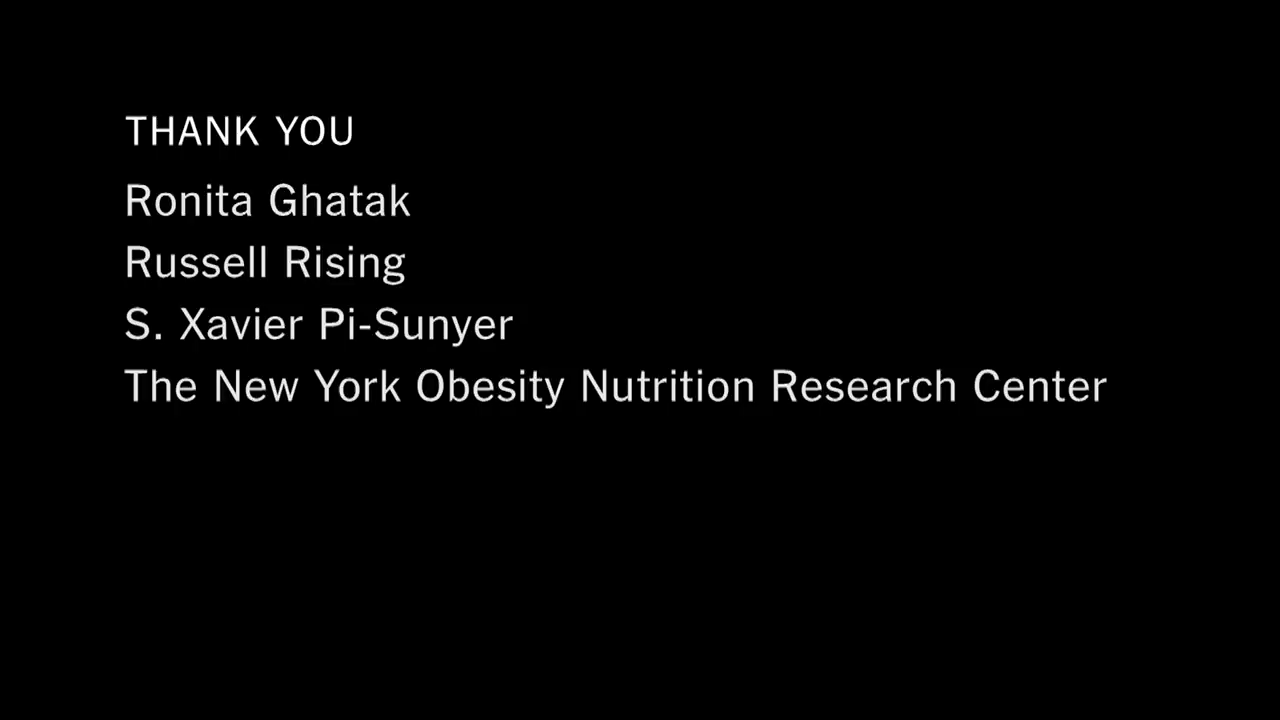 THANK YOU
Ronita Ghatak
Russell Rising
S. Xavier Pi-Sunyer
The New York Obesity Nutrition Research Center